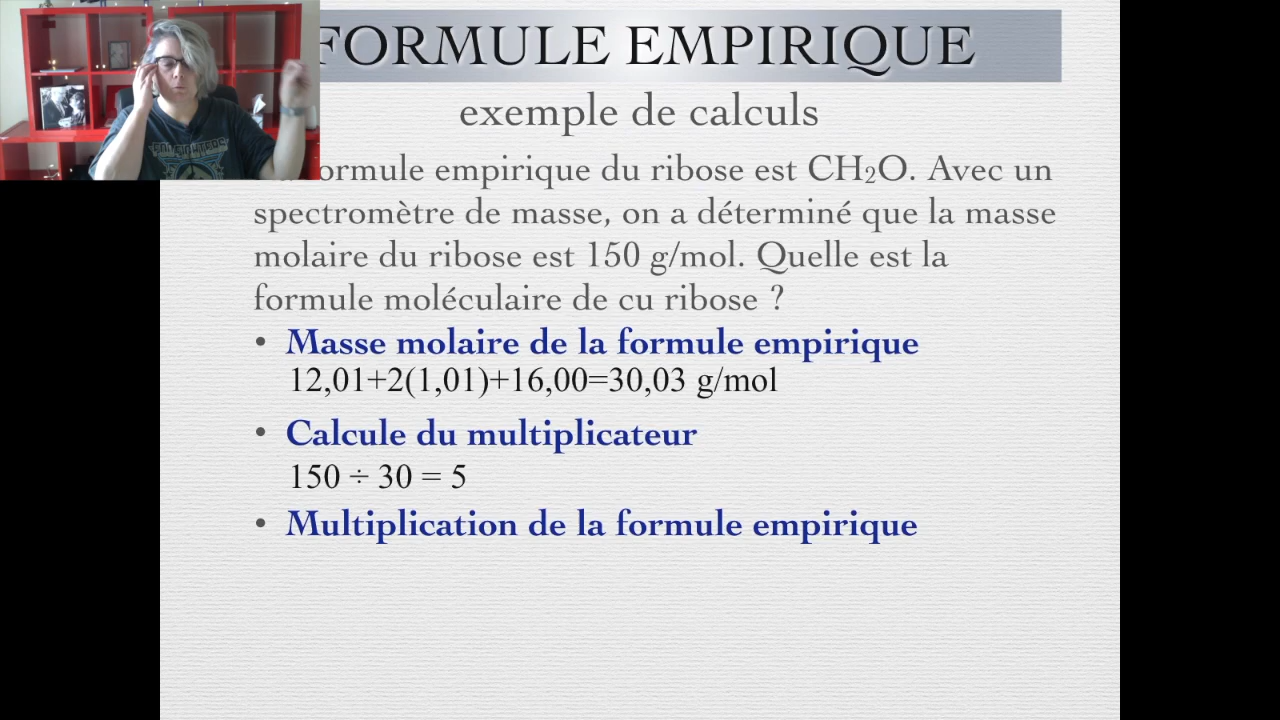 FORMULE EMPIRIQUE
exemple de calculs
formule empirique du ribose est CH₂O. Avec un
spectromètre de masse, on a déterminé que la masse
molaire du ribose est 150 g/mol. Quelle est la
formule moléculaire de cu ribose ?
• Masse molaire de la formule empirique
12,01+2(1,01)+16,00=30,03 g/mol
• Calcule du multiplicateur
150 ÷ 30 = 5
• Multiplication de la formule empirique